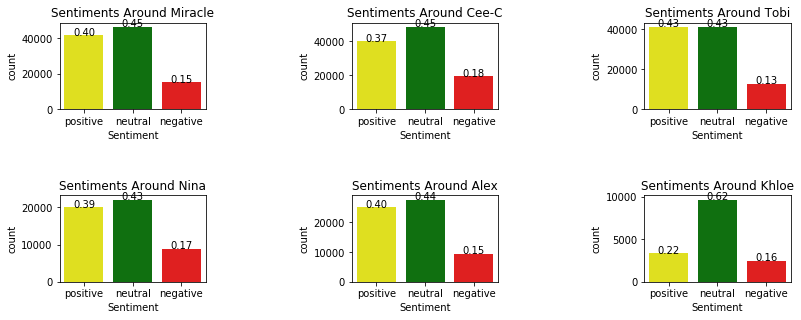 Sentiments Around Miracle
0.40 0.45 0.15
40000
20000
0
count
positive neutral negative
Sentiment
Sentiments Around Cee-C
0.37 0.45 0.18
40000
20000
0
count
positive neutral negative
Sentiment
Sentiments Around Tobi
0.43 0.43 0.13
40000
20000
0
count
positive neutral negative
Sentiment
Sentiments Around Nina
0.39 0.43 0.17
20000
10000
0
count
positive neutral negative
Sentiment
Sentiments Around Alex
0.40 0.44 0.15
20000
10000
0
count
positive neutral negative
Sentiment
Sentiments Around Khloe
0.22 0.62 0.16
10000
5000
0
count
positive neutral negative
Sentiment